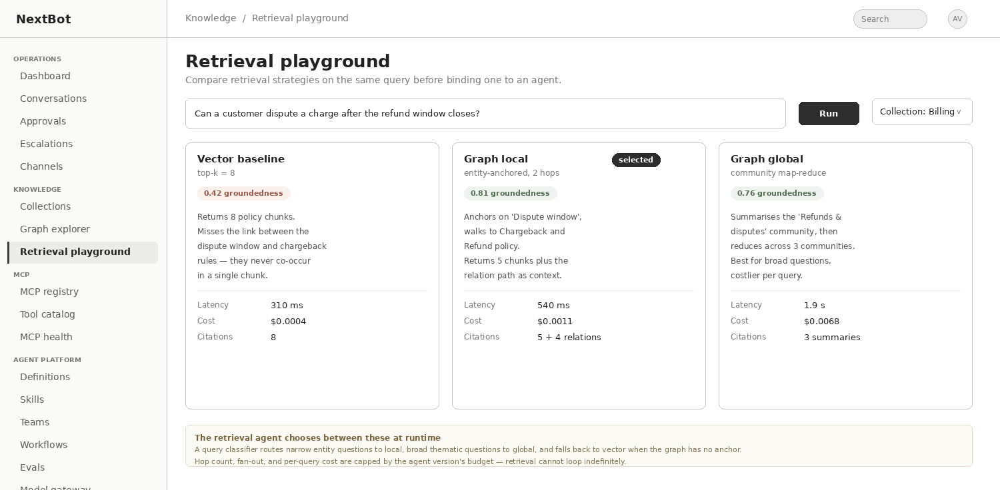 NextBot
Knowledge / Retrieval playground
Search
AV
OPERATIONS
Dashboard
Conversations
Approvals
Escalations
Channels
KNOWLEDGE
Collections
Graph explorer
Retrieval playground
MCP
MCP registry
Tool catalog
MCP health
AGENT PLATFORM
Definitions
Skills
Teams
Workflows
Evals
Model gateway
Retrieval playground
Compare retrieval strategies on the same query before binding one to an agent.
Can a customer dispute a charge after the refund window closes?
Run
Collection: Billing v
Vector baseline
top-k = 8
0.42 groundedness
Returns 8 policy chunks.
Misses the link between the
dispute window and chargeback
rules — they never co-occur
in a single chunk.
Latency 310 ms
Cost $0.0004
Citations 8
Graph local
selected
entity-anchored, 2 hops
0.81 groundedness
Anchors on 'Dispute window',
walks to Chargeback and
Refund policy.
Returns 5 chunks plus the
relation path as context.
Latency 540 ms
Cost $0.0011
Citations 5 + 4 relations
Graph global
community map-reduce
0.76 groundedness
Summarises the 'Refunds &
disputes' community, then
reduces across 3 communities.
Best for broad questions,
costlier per query.
Latency 1.9 s
Cost $0.0068
Citations 3 summaries
The retrieval agent chooses between these at runtime
A query classifier routes narrow entity questions to local, broad thematic questions to global, and falls back to vector when the graph has no anchor.
Hop count, fan-out, and per-query cost are capped by the agent version's budget — retrieval cannot loop indefinitely.